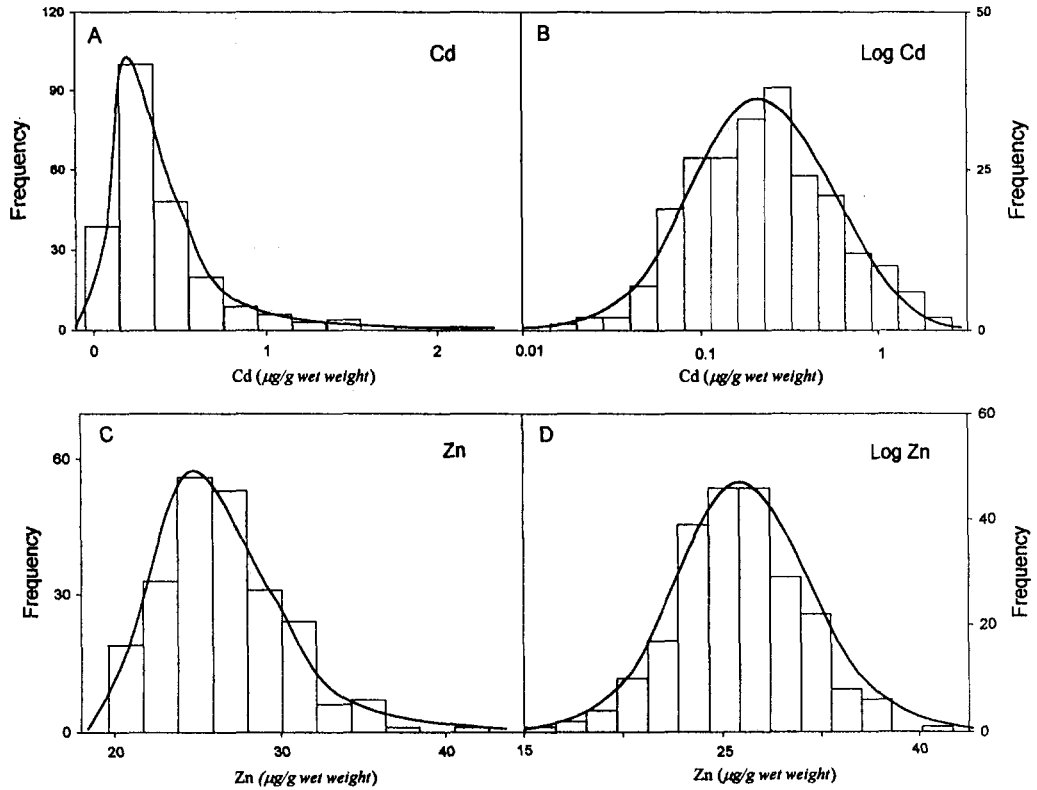 120
90
60
30
0
Frequency
A
Cd
0
1
2
Cd (μg/g wet weight)
B
Log Cd
50
25
0
Frequency
0.01
0.1
1
Cd (μg/g wet weight)
60
30
0
Frequency
C
Zn
20
30
40
Zn (μg/g wet weight)
D
Log Zn
60
40
20
0
Frequency
15
25
40
Zn (μg/g wet weight)